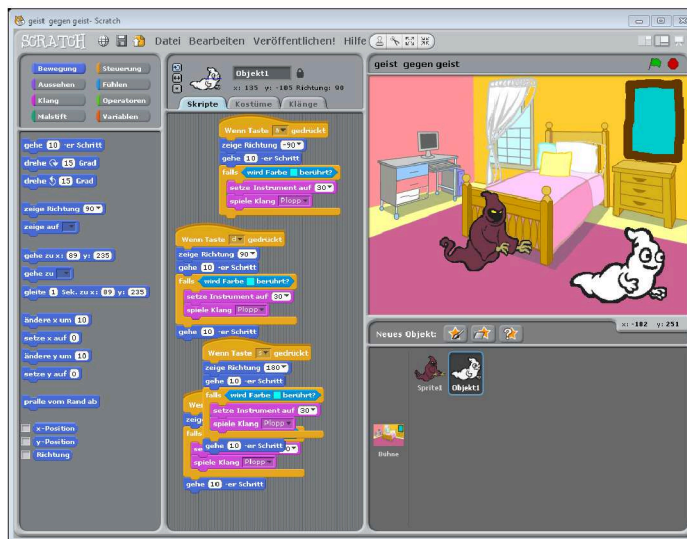 geist gegen geist- Scratch
SCRATCH Datei Bearbeiten Veröffentlichen! Hilfe
Bewegung Steuerung
Aussehen Fühlen
Klang Operatoren
Malstift Variablen
gehe 10 -er Schritt
drehe 15 Grad
drehe 15 Grad
zeige Richtung 90
zeige auf
gehe zu x: 89 y: 235
gehe zu
gleite 1 Sek. zu x: 89 y: 235
ändere x um 10
setze x auf 0
ändere y um 10
setze y auf 0
pralle vom Rand ab
x-Position
y-Position
Richtung
Objekt1
x: 135 y: -105 Richtung: 90
Skripte Kostüme Klänge
Wenn Taste gedrückt
zeige Richtung -90
gehe 10 -er Schritt
falls wird Farbe berührt?
setze Instrument auf 30
spiele Klang Plopp
Wenn Taste d gedrückt
zeige Richtung 90
gehe 10 -er Schritt
falls wird Farbe berührt?
setze Instrument auf 30
spiele Klang Plopp
gehe 10 -er Schritt
Wenn Taste gedrückt
zeige Richtung 180
gehe 10 -er Schritt
falls wird Farbe berührt?
setze Instrument auf 30
spiele Klang Plopp
gehe 10 -er Schritt
spiele Klang Plopp
gehe 10 -er Schritt
geist gegen geist
x: -182 y: 251
Neues Objekt:
Sprite1 Objekt1
Bühne